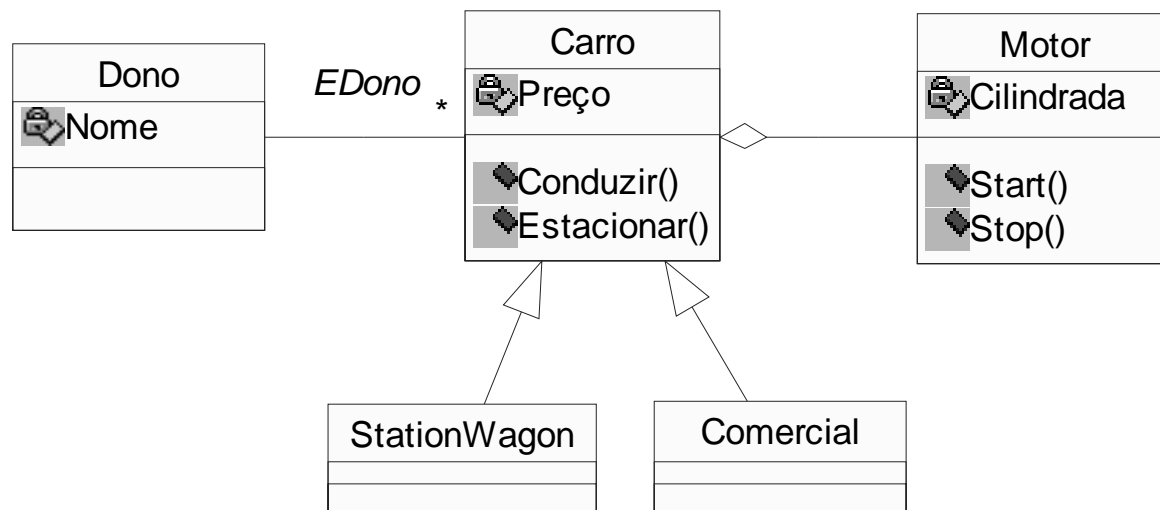 Dono
Nome
EDono
*
Carro
Preço
Conduzir()
Estacionar()
Motor
Cilindrada
Start()
Stop()
StationWagon
Comercial